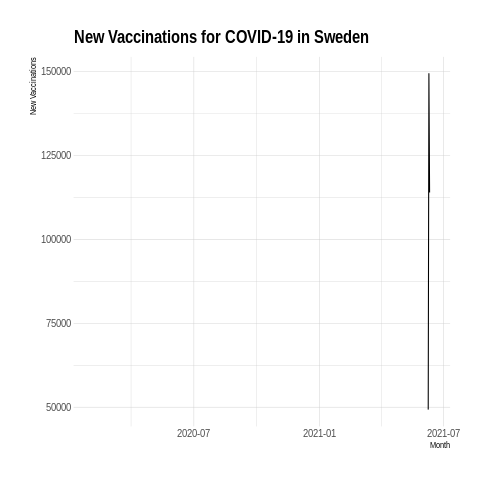 New Vaccinations for COVID-19 in Sweden
New Vaccinations
150000
125000
100000
75000
50000
2020-07
2021-01
2021-07
Month